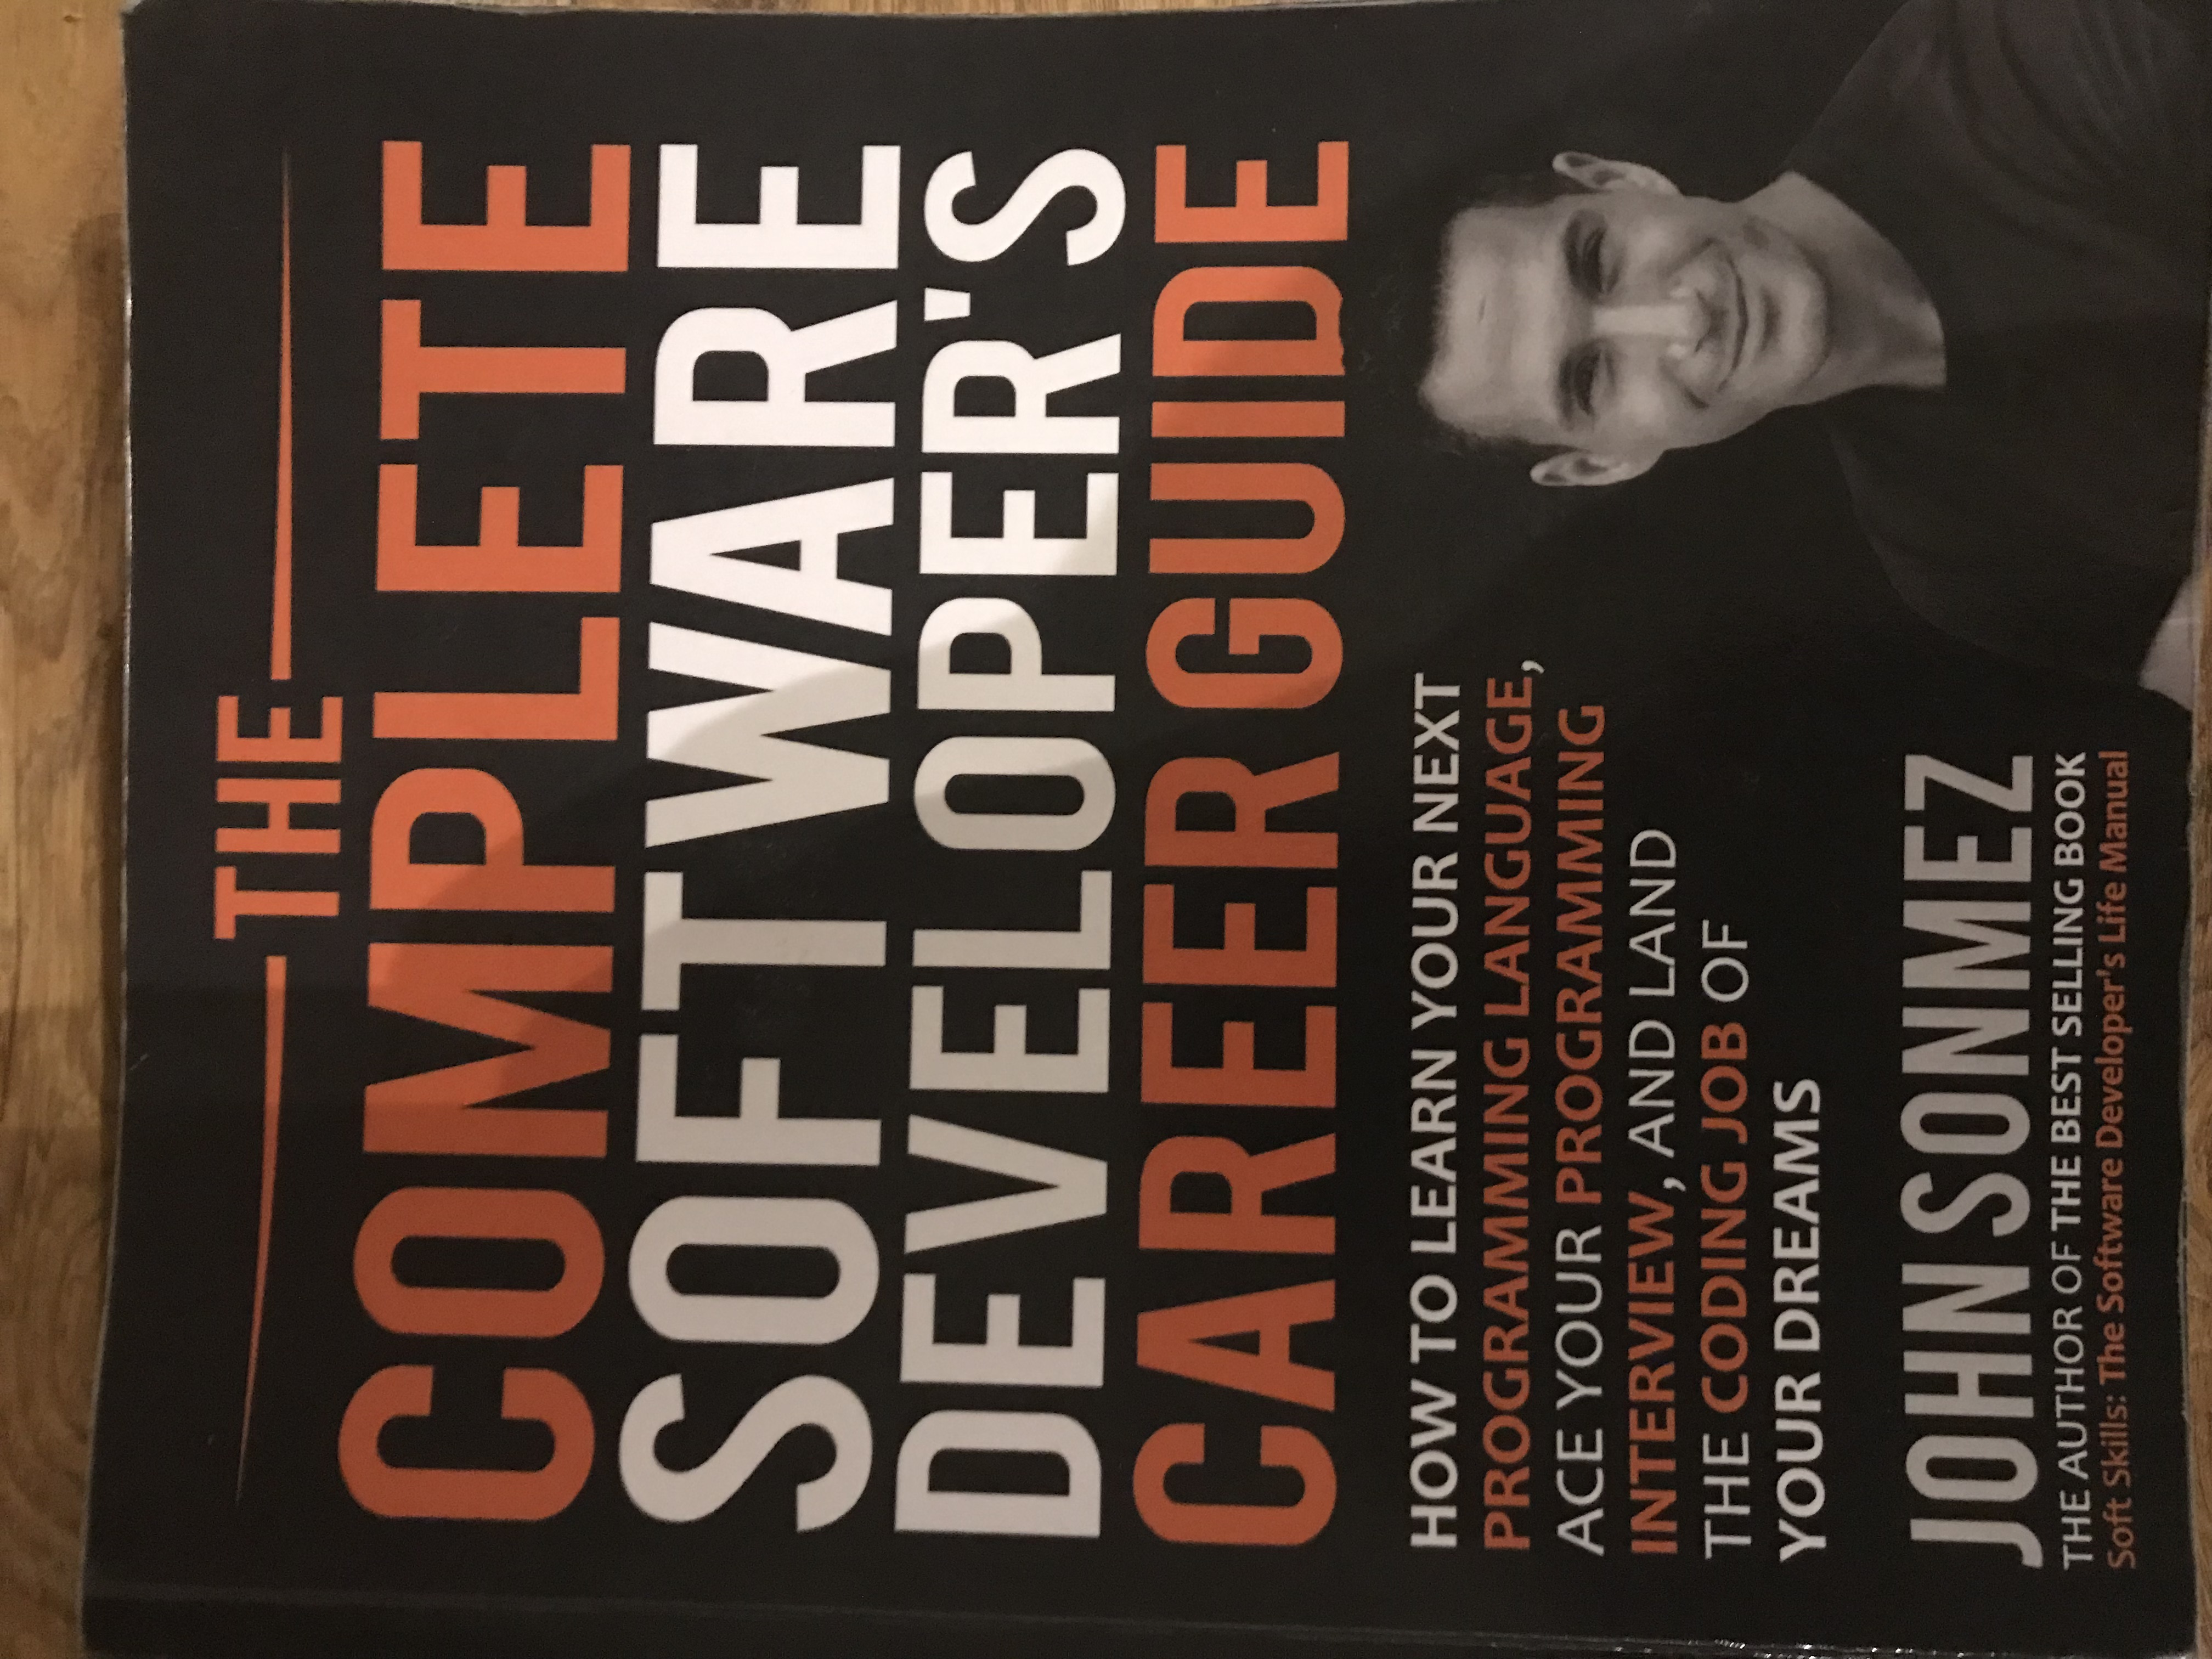 THE
COMPLETE
SOFTWARE
DEVELOPER'S
CAREER GUIDE
HOW TO LEARN YOUR NEXT
PROGRAMMING LANGUAGE,
ACE YOUR PROGRAMMING
INTERVIEW, AND LAND
THE CODING JOB OF
YOUR DREAMS
JOHN SONMEZ
THE AUTHOR OF THE BEST SELLING BOOK
Soft Skills: The Software Developer's Life Manual